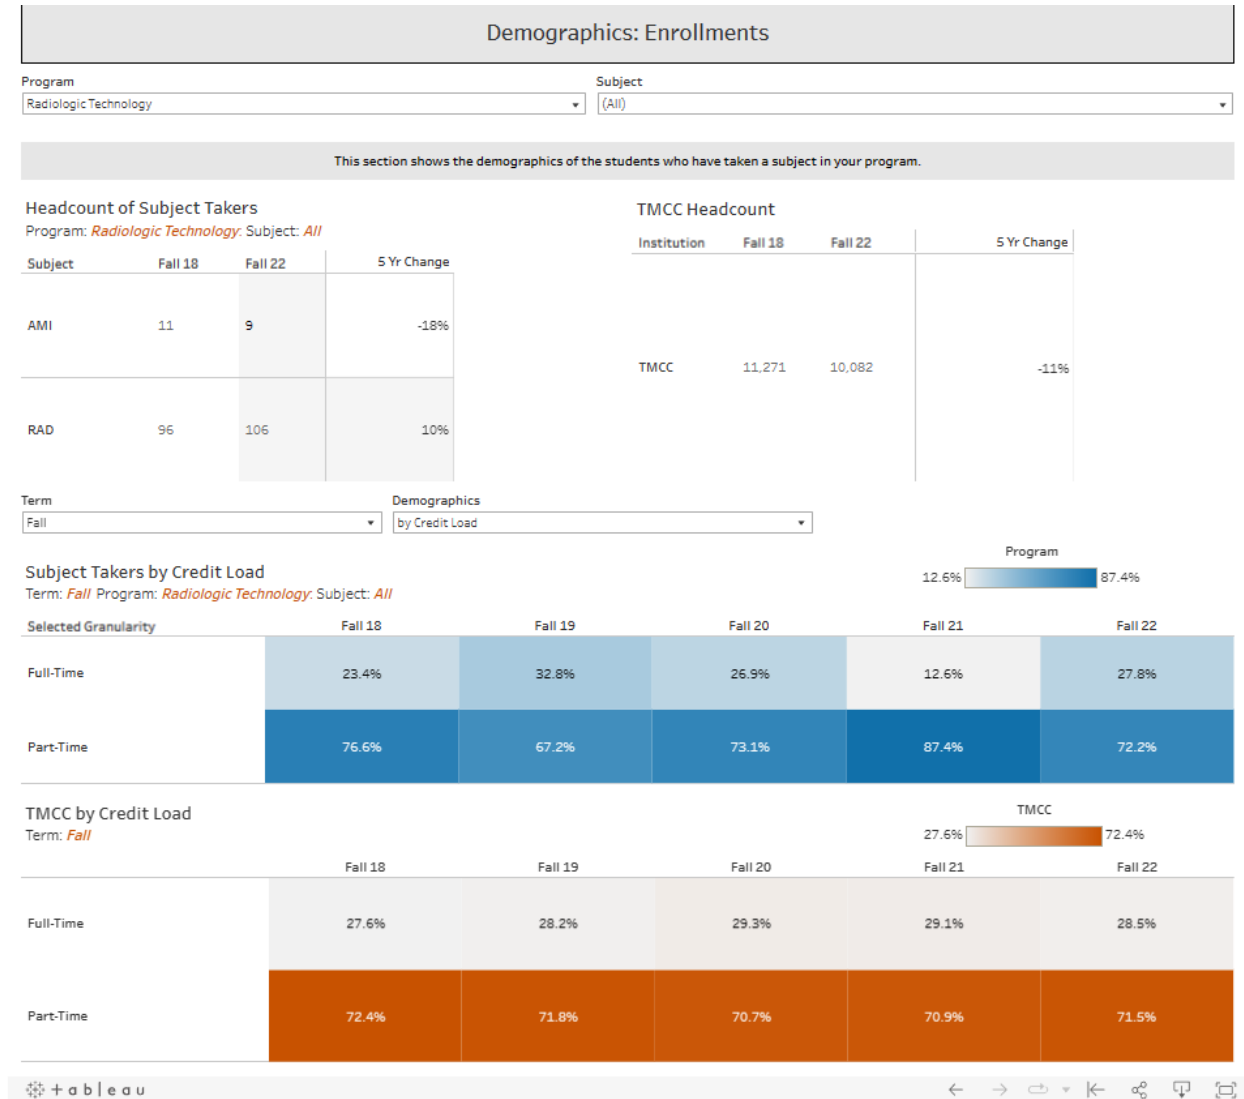 Demographics: Enrollments
Program Subject
Radiologic Technology (All)
This section shows the demographics of the students who have taken a subject in your program.
Headcount of Subject Takers
Program: Radiologic Technology. Subject: All
Subject Fall 18 Fall 22 5 Yr Change
AMI 11 9 -18%
RAD 96 106 10%
TMCC Headcount
Institution Fall 18 Fall 22 5 Yr Change
TMCC 11,271 10,082 -11%
Term Demographics
Fall by Credit Load
Program
12.6% 87.4%
Subject Takers by Credit Load
Term: Fall Program: Radiologic Technology. Subject: All
Selected Granularity Fall 18 Fall 19 Fall 20 Fall 21 Fall 22
Full-Time 23.4% 32.8% 26.9% 12.6% 27.8%
Part-Time 76.6% 67.2% 73.1% 87.4% 72.2%
TMCC by Credit Load
Term: Fall
TMCC
27.6% 72.4%
Fall 18 Fall 19 Fall 20 Fall 21 Fall 22
Full-Time 27.6% 28.2% 29.3% 29.1% 28.5%
Part-Time 72.4% 71.8% 70.7% 70.9% 71.5%
+ableau